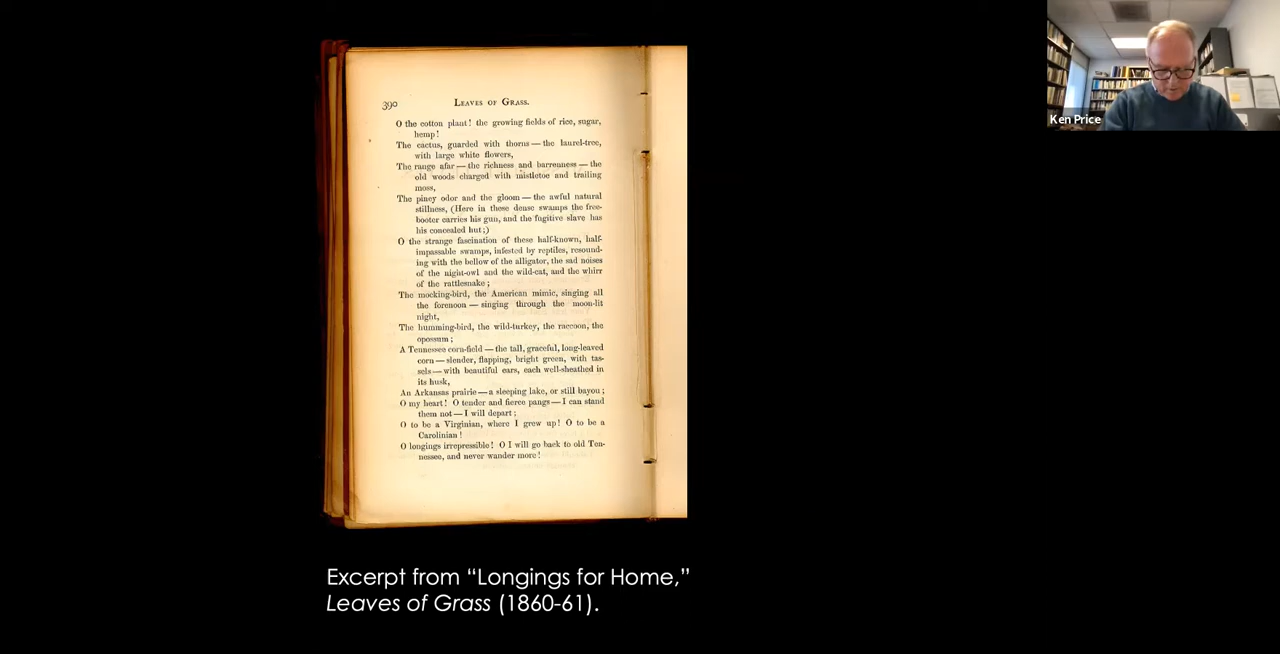 390
LEAVES OF GRASS.
O the cotton plant! the growing fields of rice, sugar,
hemp!
The cactus, guarded with thorns — the laurel-tree,
with large white flowers,
The range afar — the richness and barrenness — the
old woods charged with mistletoe and trailing
moss,
The piney odor and the gloom — the awful natural
stillness, (Here in these dense swamps the free-
booter carries his gun, and the fugitive slave has
his concealed hut;)
O the strange fascination of these half-known, half-
impassable swamps, infested by reptiles, resound-
ing with the bellow of the alligator, the sad noises
of the night-owl and the wild-cat, and the whirr
of the rattlesnake;
The mocking-bird, the American mimic, singing all
the forenoon — singing through the moon-lit
night,
The humming-bird, the wild-turkey, the raccoon, the
opossum;
A Tennessee corn-field — the tall, graceful, long-leaved
corn — slender, flapping, bright green, with tas-
sels — with beautiful ears, each well-sheathed in
its husk,
An Arkansas prairie — a sleeping lake, or still bayou;
O my heart! O tender and fierce pangs — I can stand
them not — I will depart;
O to be a Virginian, where I grew up! O to be a
Carolinian!
O longings irrepressible! O I will go back to old Ten-
nessee, and never wander more!
Excerpt from “Longings for Home,”
Leaves of Grass (1860-61).
Ken Price